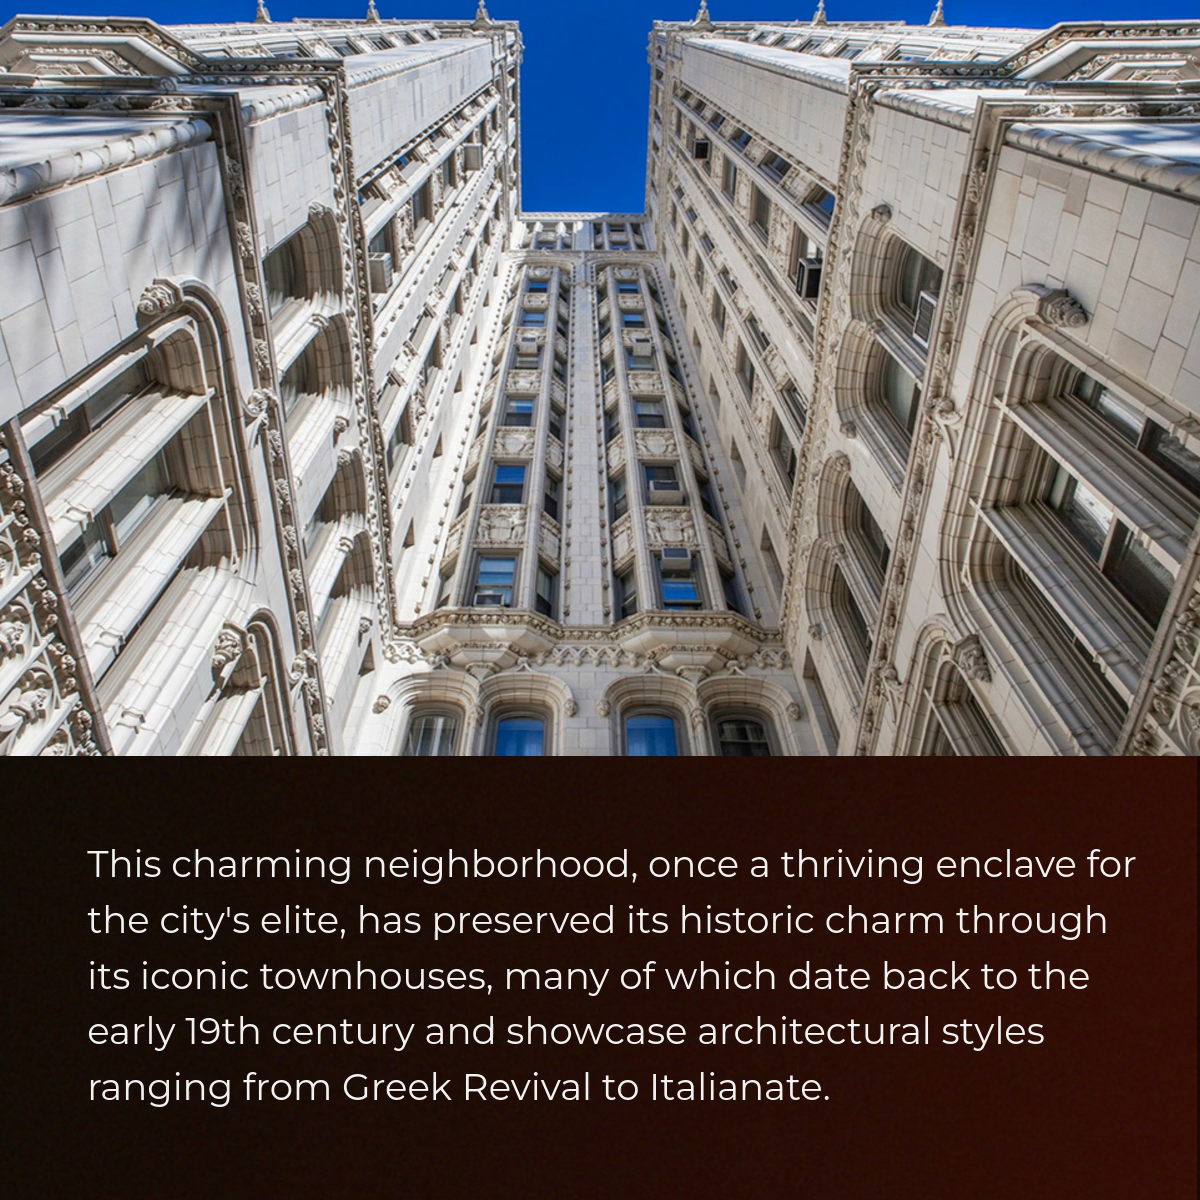 This charming neighborhood, once a thriving enclave for
the city's elite, has preserved its historic charm through
its iconic townhouses, many of which date back to the
early 19th century and showcase architectural styles
ranging from Greek Revival to Italianate.